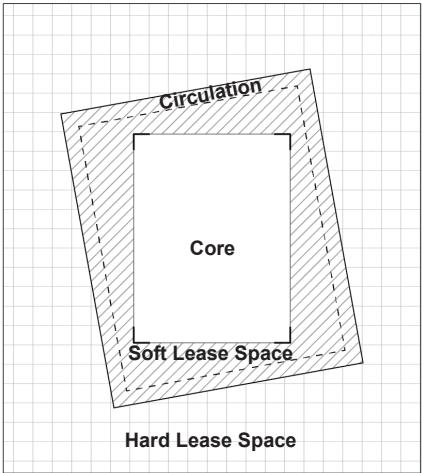 Circulation
Core
Soft Lease Space
Hard Lease Space